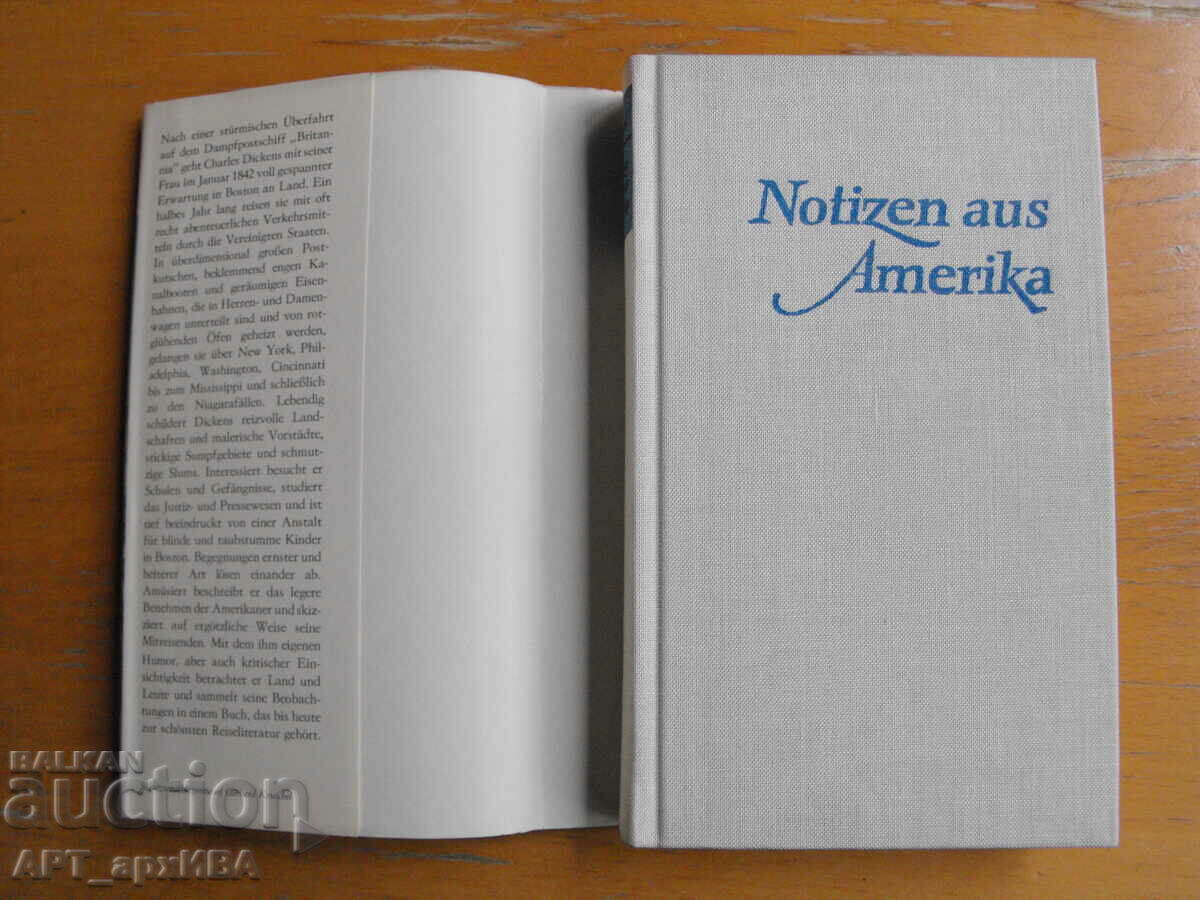 Nach einer stürmischen Überfahrt
auf dem Dampfpostschiff „Britan-
nia" geht Charles Dickens mit seiner
Frau im Januar 1842 voll gespannter
Erwartung in Boston an Land. Ein
halbes Jahr lang reisen sie mit oft
recht abenteuerlichen Verkehrsmit-
teln durch die Vereinigten Staaten.
In überdimensional großen Post-
kutschen, beklemmend engen Ka-
nalbooten und geräumigen Eisen-
bahnen, die in Herren- und Damen-
wagen unterteilt sind und von rot-
glühenden Öfen geheizt werden,
gelangen sie über New York, Phil-
adelphia, Washington, Cincinnati
bis zum Mississippi und schließlich
zu den Niagarafällen. Lebendig
schildert Dickens reizvolle Land-
schaften und malerische Vorstädte,
stickige Sumpfgebiete und schmut-
zige Slums. Interessiert besucht er
Schulen und Gefängnisse, studiert
das Justiz- und Pressewesen und ist
tief beeindruckt von einer Anstalt
für blinde und taubstumme Kinder
in Boston. Begegnungen ernster und
heiterer Art lösen einander ab.
Amüsiert beschreibt er das legere
Benehmen der Amerikaner und skiz-
ziert auf ergötzliche Weise seine
Mitreisenden. Mit dem ihm eigenen
Humor, aber auch kritischer Ein-
sichtigkeit betrachtet er Land und
Leute und sammelt seine Beobach-
tungen in einem Buch, das bis heute
zur schönsten Reiseliteratur gehört.
Notizen aus
Amerika
BALKAN
auction
АРТ_архИВА